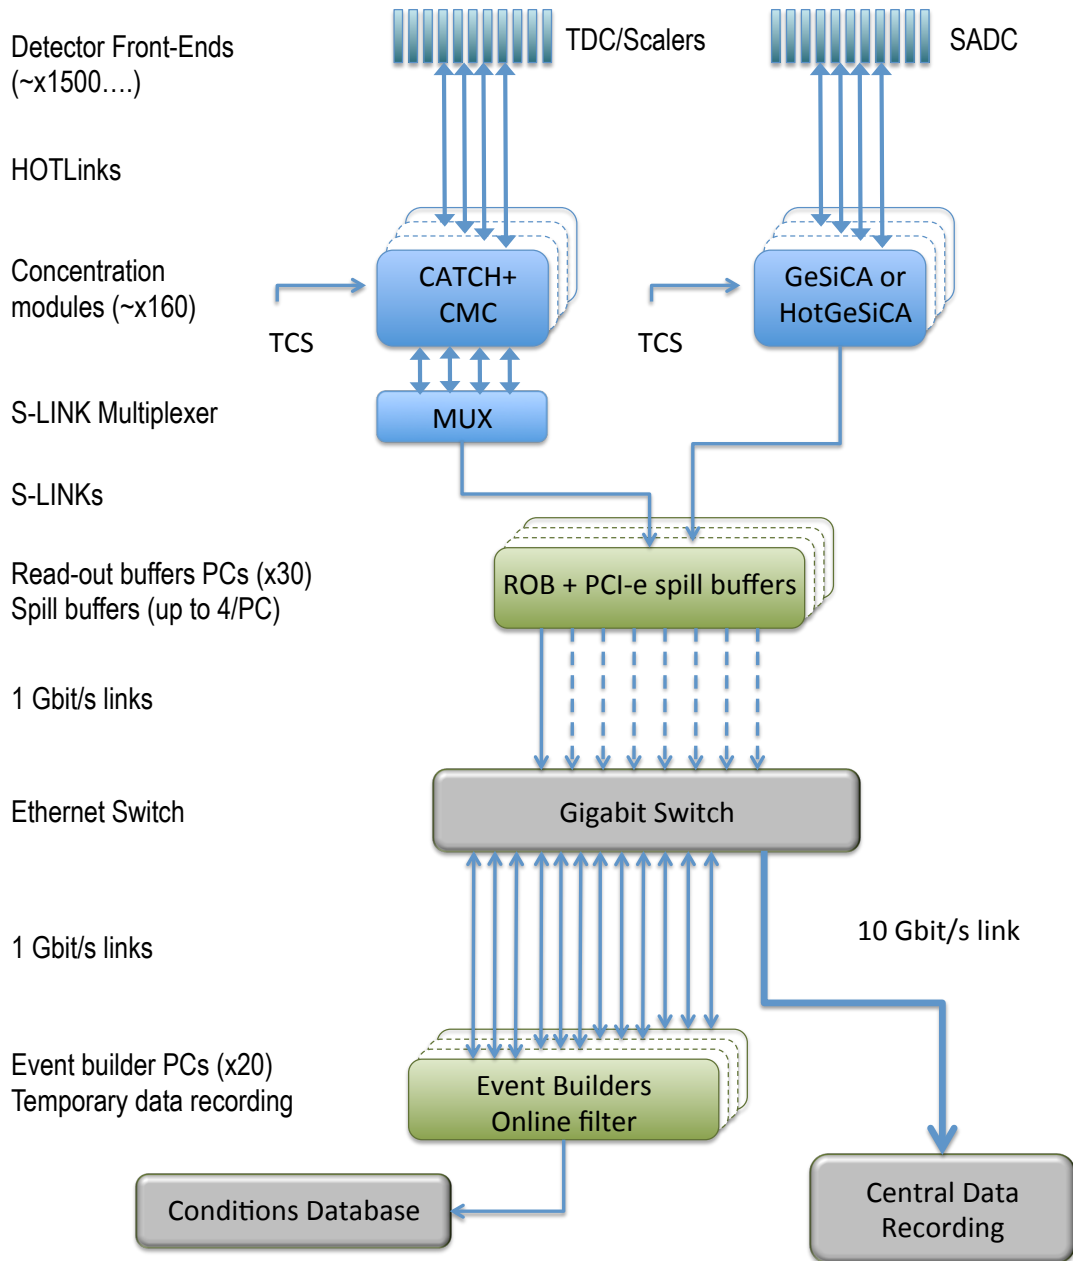 Detector Front-Ends
(~x1500....)
TDC/Scalers
SADC
HOTLinks
Concentration
modules (~x160)
TCS
CATCH+
CMC
TCS
GeSiCA or
HotGeSiCA
S-LINK Multiplexer
MUX
S-LINKs
Read-out buffers PCs (x30)
Spill buffers (up to 4/PC)
ROB + PCI-e spill buffers
1 Gbit/s links
Ethernet Switch
Gigabit Switch
1 Gbit/s links
10 Gbit/s link
Event builder PCs (x20)
Temporary data recording
Event Builders
Online filter
Conditions Database
Central Data
Recording